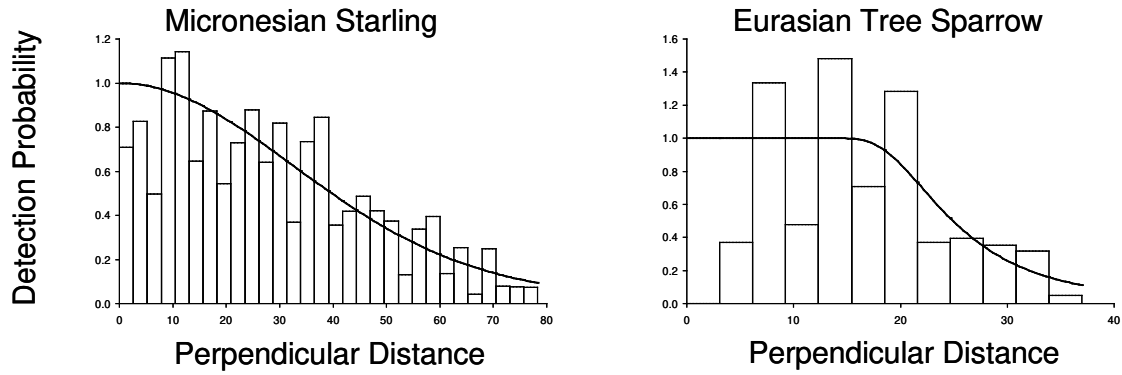 Micronesian Starling
Detection Probability
1.2
1.0
0.8
0.6
0.4
0.2
0.0
0 10 20 30 40 50 60 70 80
Perpendicular Distance
Eurasian Tree Sparrow
1.6
1.4
1.2
1.0
0.8
0.6
0.4
0.2
0.0
0 10 20 30 40
Perpendicular Distance